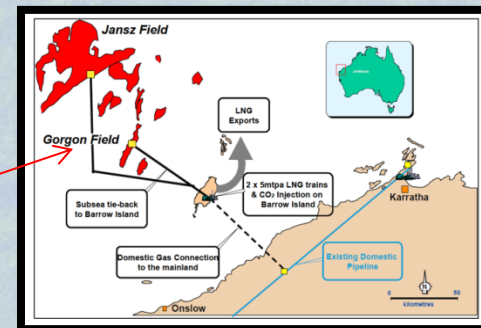 Jansz Field
LNG
Exports
Gorgon Field
Subsea tie-back
to Barrow Island
2 x 5mtpa LNG trains
& CO₂ Injection on
Barrow Island
Karratha
Domestic Gas Connection
to the mainland
Existing Domestic
Pipeline
N
0 50
kilometres
Onslow